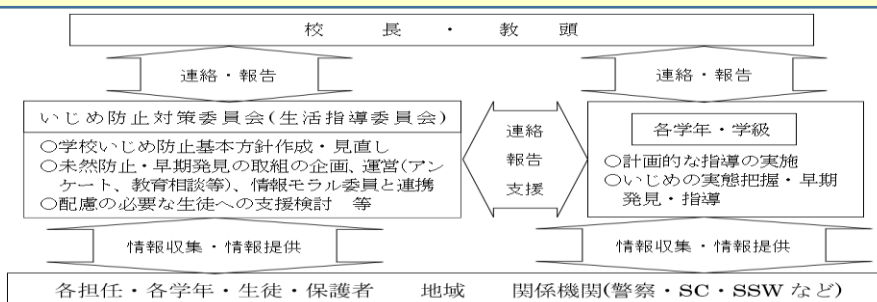 校　長　・　教　頭
連絡・報告
連絡・報告
いじめ防止対策委員会(生活指導委員会)
○学校いじめ防止基本方針作成・見直し
○未然防止・早期発見の取組の企画、運営(アン
ケート、教育相談等)、情報モラル委員と連携
○配慮の必要な生徒への支援検討　等
連絡
報告
支援
各学年・学級
○計画的な指導の実施
○いじめの実態把握・早期
発見・指導
情報収集・情報提供
情報収集・情報提供
各担任・各学年・生徒・保護者　地域　関係機関(警察・SC・SSW など)